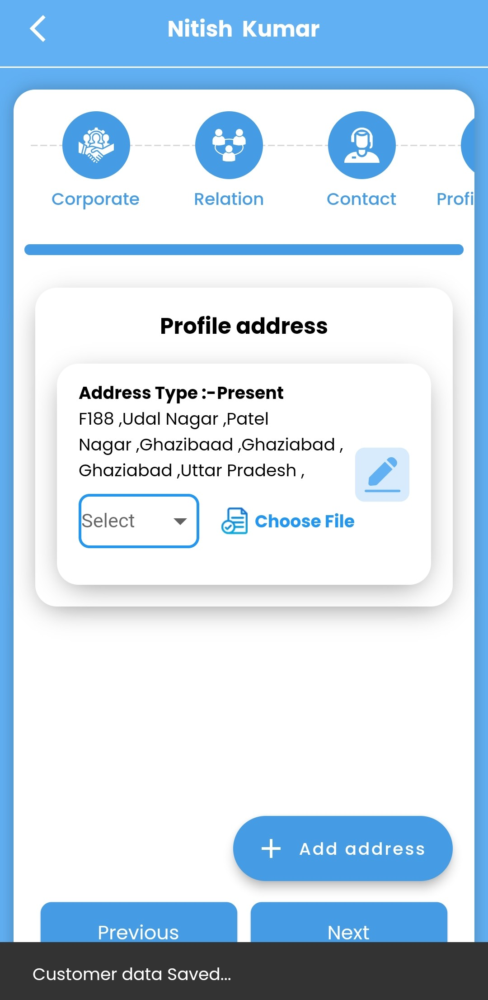 Nitish Kumar
Corporate
Relation
Contact
Profi
Profile address
Address Type :-Present
F188 ,Udal Nagar ,Patel
Nagar ,Ghazibaad ,Ghaziabad ,
Ghaziabad ,Uttar Pradesh ,
Select
Choose File
Add address
Previous
Next
Customer data Saved...